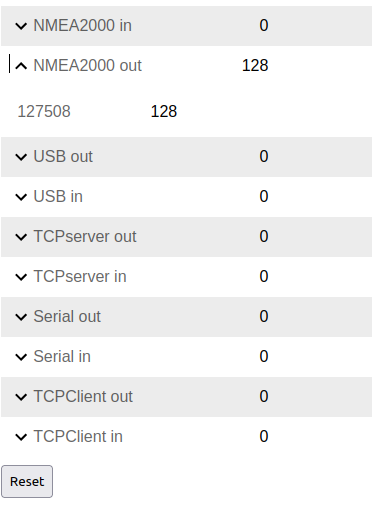 NMEA2000 in 0
NMEA2000 out 128
127508 128
USB out 0
USB in 0
TCPserver out 0
TCPserver in 0
Serial out 0
Serial in 0
TCPClient out 0
TCPClient in 0
Reset